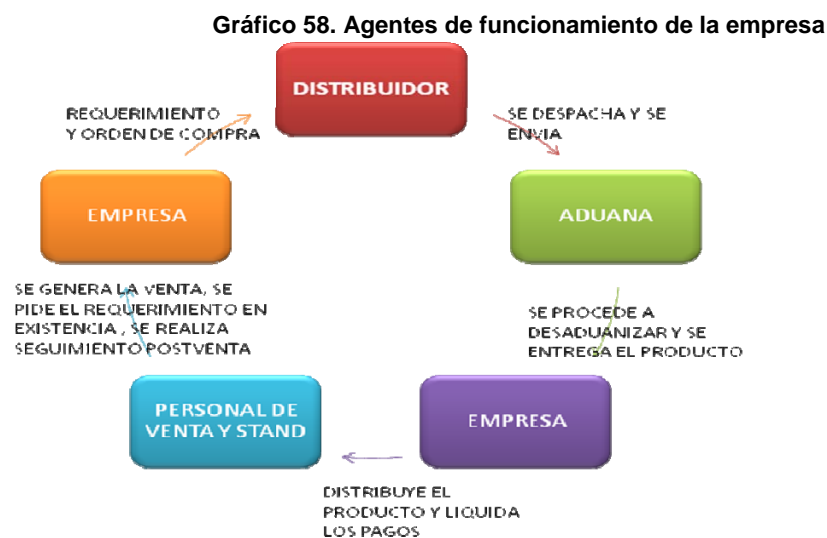 Gráfico 58. Agentes de funcionamiento de la empresa
DISTRIBUIDOR
REQUERIMIENTO
Y ORDEN DE COMPRA
SE DESPACHA Y SE
ENVIA
EMPRESA
ADUANA
SE GENERA LA VENTA, SE
PIDE EL REQUERIMIENTO EN
EXISTENCIA , SE REALIZA
SEGUIMIENTO POSTVENTA
SE PROCEDE A
DESADUANIZAR Y SE
ENTREGA EL PRODUCTO
PERSONAL DE
VENTA Y STAND
EMPRESA
DISTRIBUYE EL
PRODUCTO Y LIQUIDA
LOS PAGOS